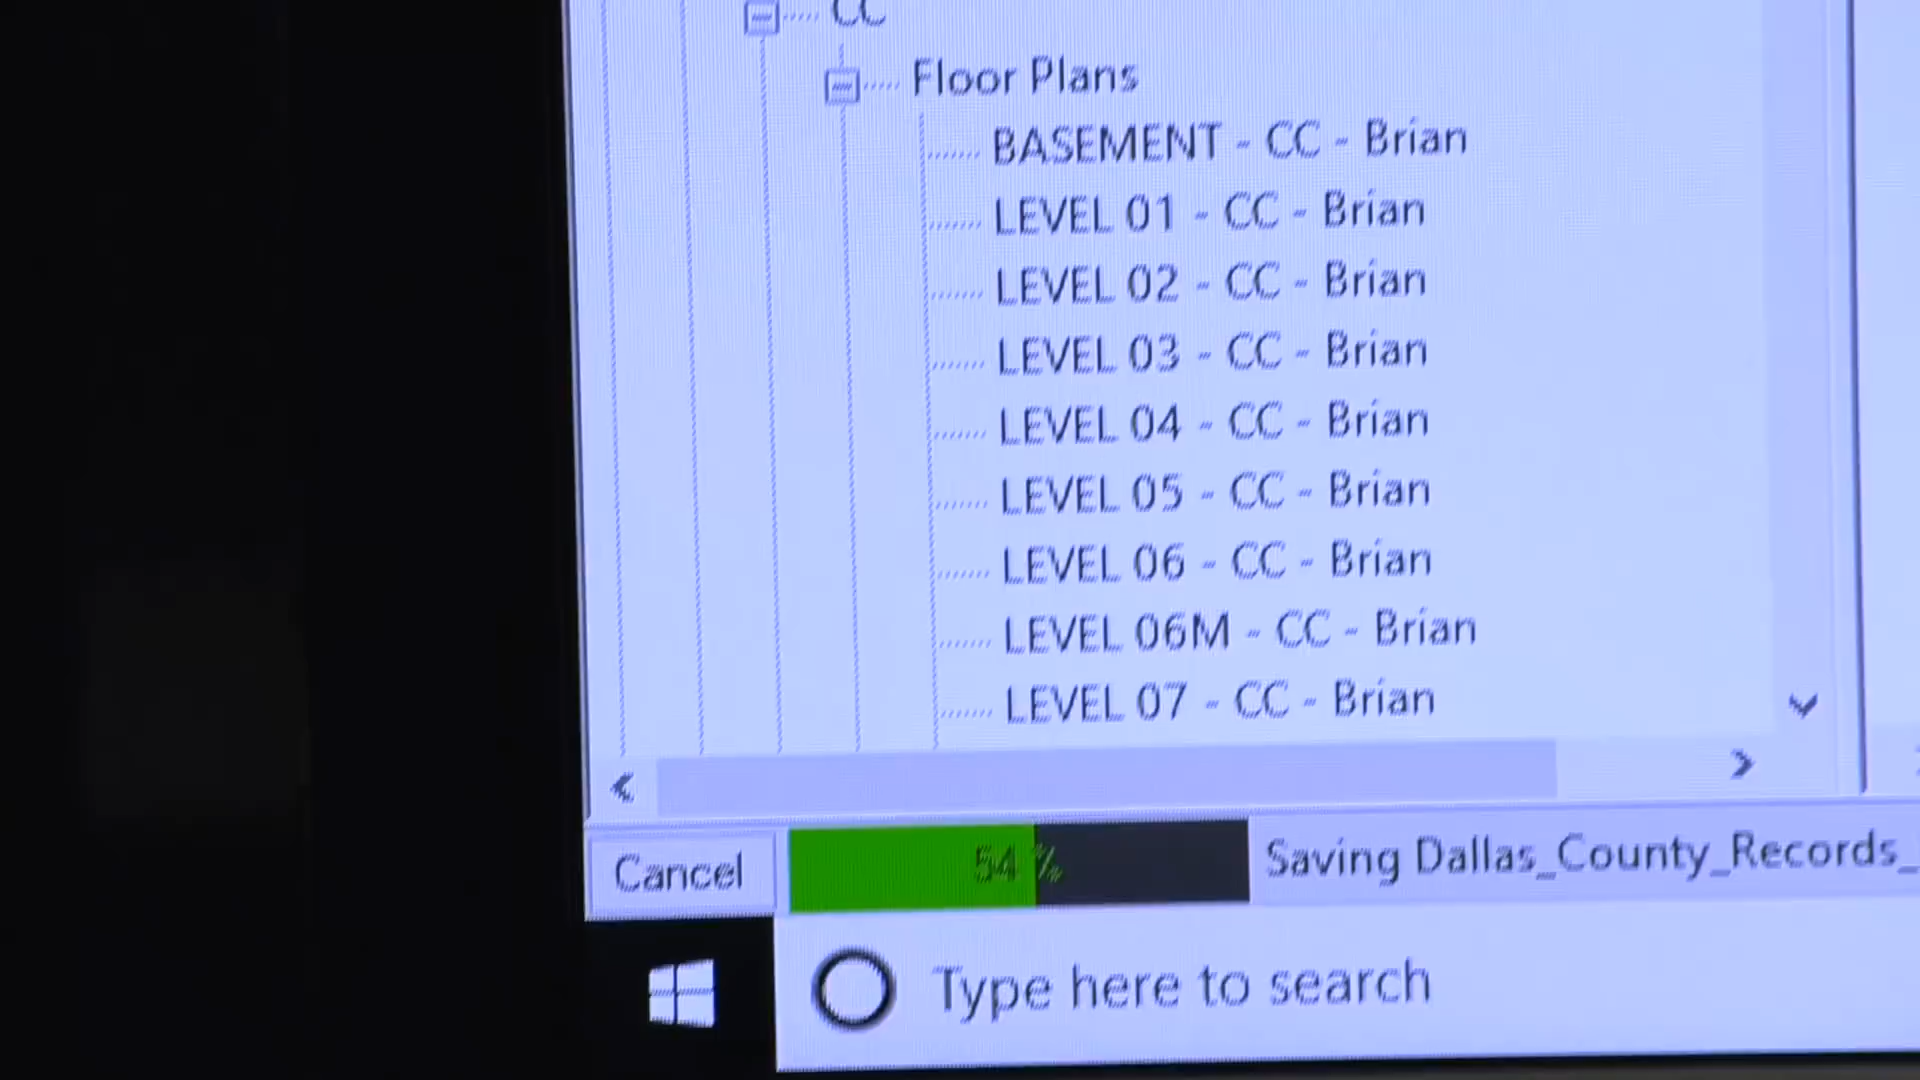 CC
Floor Plans
BASEMENT - CC - Brian
LEVEL 01 - CC - Brian
LEVEL 02 - CC - Brian
LEVEL 03 - CC - Brian
LEVEL 04 - CC - Brian
LEVEL 05 - CC - Brian
LEVEL 06 - CC - Brian
LEVEL 06M - CC - Brian
LEVEL 07 - CC - Brian
Cancel 54 % Saving Dallas_County_Records_
Type here to search